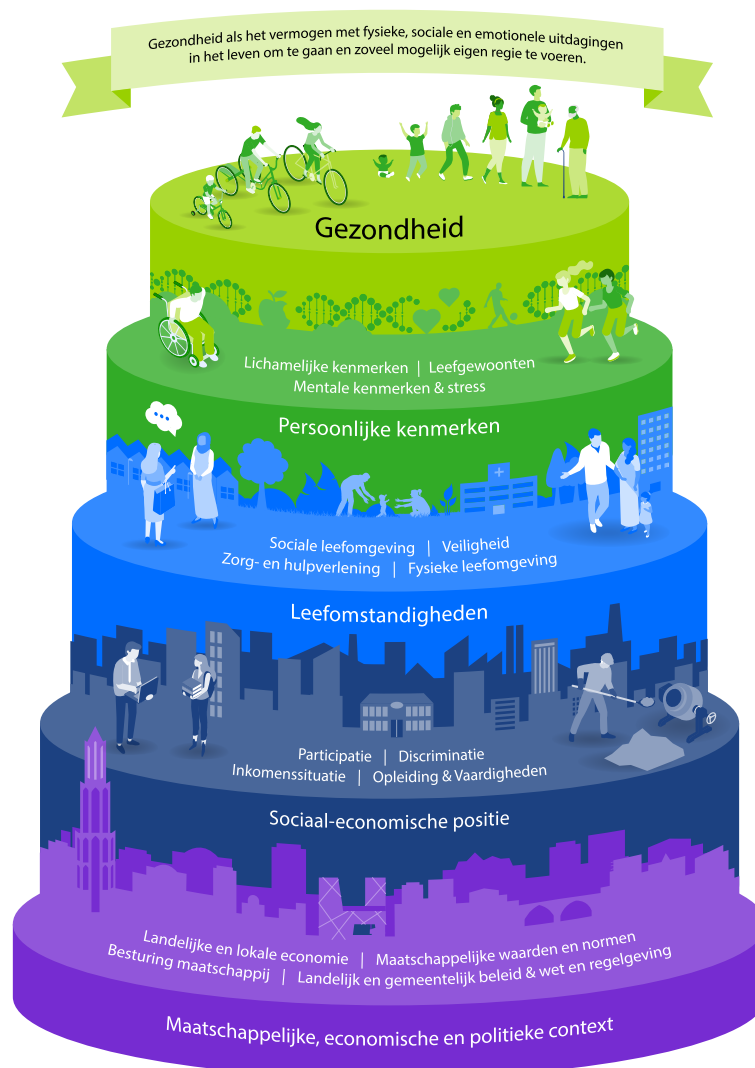 Gezondheid als het vermogen met fysieke, sociale en emotionele uitdagingen
in het leven om te gaan en zoveel mogelijk eigen regie te voeren.
Gezondheid
Lichamelijke kenmerken | Leefgewoonten
Mentale kenmerken & stress
Persoonlijke kenmerken
Sociale leefomgeving | Veiligheid
Zorg- en hulpverlening | Fysieke leefomgeving
Leefomstandigheden
Participatie | Discriminatie
Inkomenssituatie | Opleiding & Vaardigheden
Sociaal-economische positie
Landelijke en lokale economie | Maatschappelijke waarden en normen
Besturing maatschappij | Landelijk en gemeentelijk beleid & wet en regelgeving
Maatschappelijke, economische en politieke context